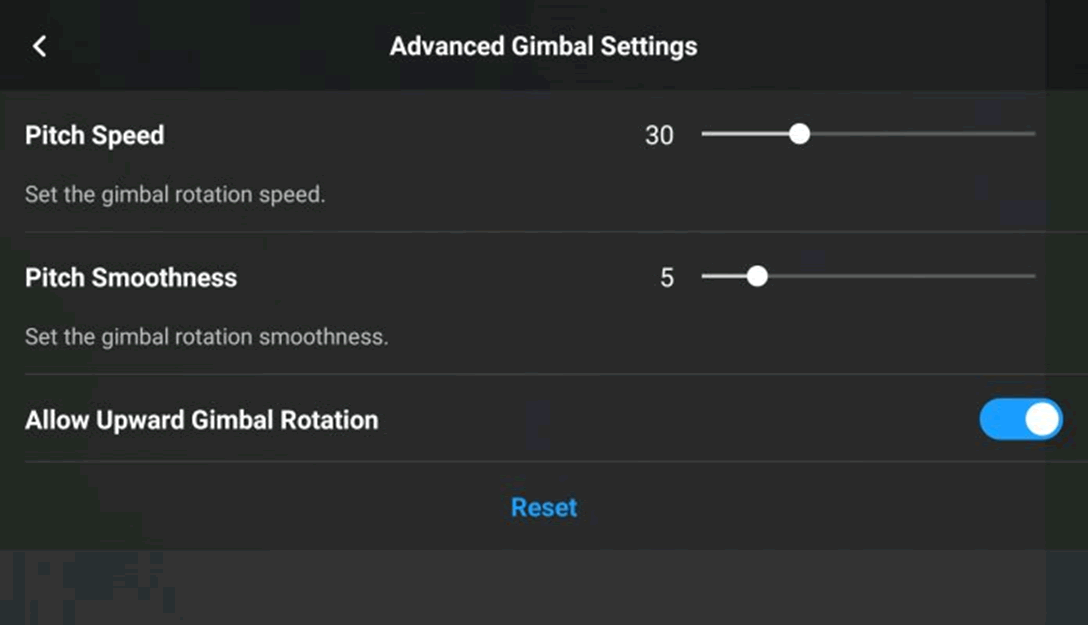 Advanced Gimbal Settings
Pitch Speed 30
Set the gimbal rotation speed.
Pitch Smoothness 5
Set the gimbal rotation smoothness.
Allow Upward Gimbal Rotation
Reset